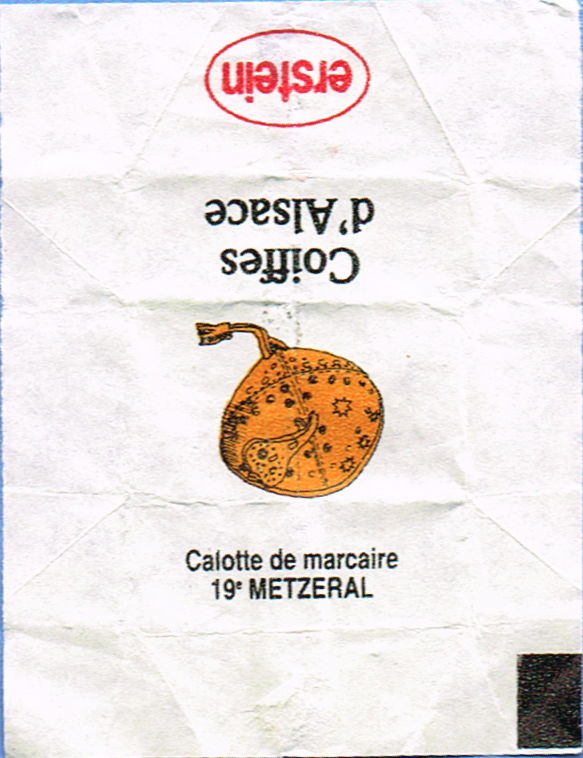 erstein
Coiffes
d'Alsace
Calotte de marcaire
19e METZERAL